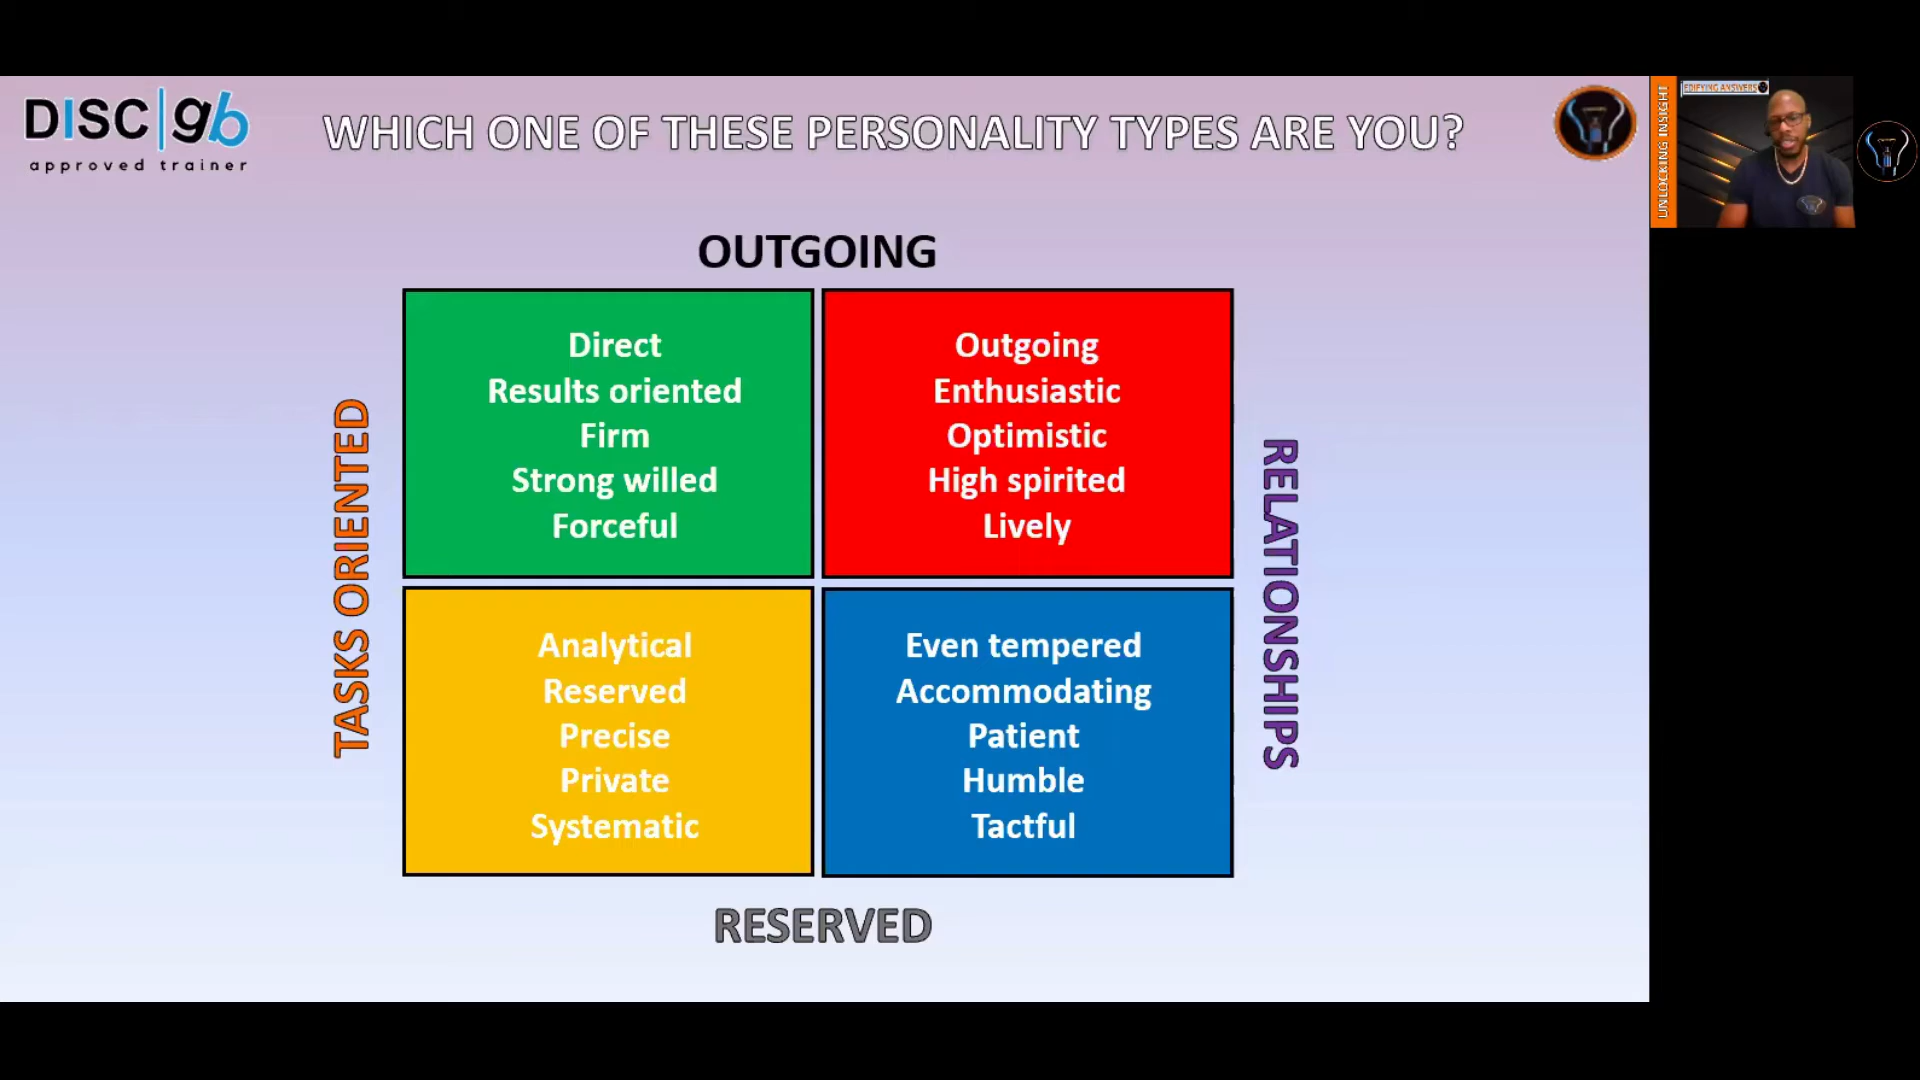 DISC|gb
approved trainer
WHICH ONE OF THESE PERSONALITY TYPES ARE YOU?
UNLOCKING INSIGHT
EDIFYING ANSWERS
OUTGOING
TASKS ORIENTED
Direct
Results oriented
Firm
Strong willed
Forceful
Outgoing
Enthusiastic
Optimistic
High spirited
Lively
RELATIONSHIPS
Analytical
Reserved
Precise
Private
Systematic
Even tempered
Accommodating
Patient
Humble
Tactful
RESERVED